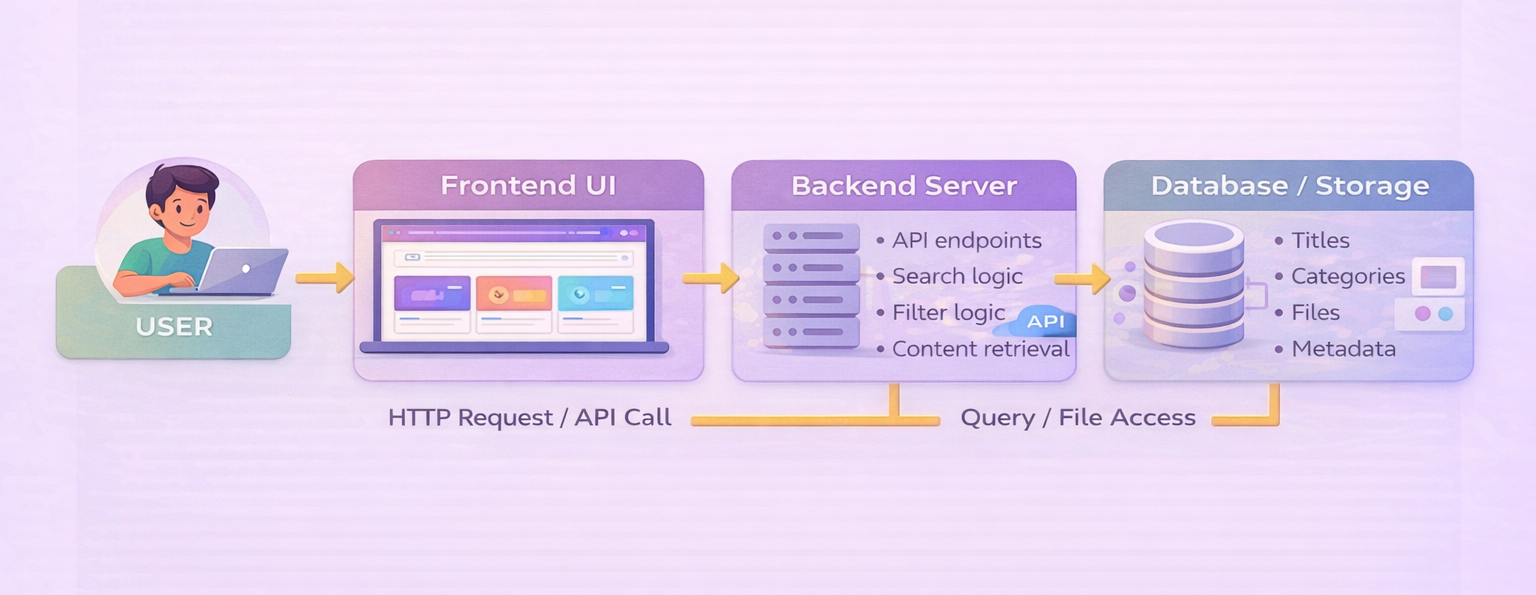 USER
Frontend UI
Backend Server
• API endpoints
• Search logic
• Filter logic
API
• Content retrieval
Database / Storage
• Titles
• Categories
• Files
• Metadata
HTTP Request / API Call
Query / File Access